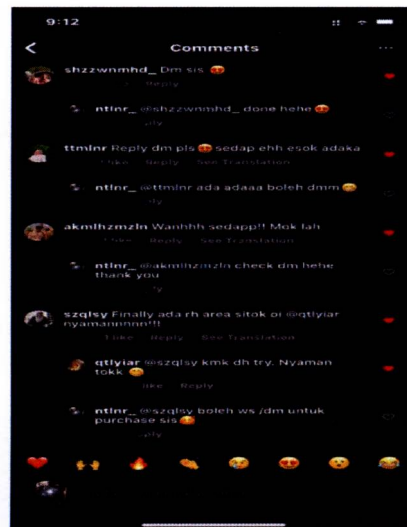 9:12
Comments
shzzwnmhd_ Dm sis 😍
Reply
ntlnr_ @shzzwnmhd_ done hehe 😍
ttmlnr Reply dm pls 😍 sedap ehh esok adaka
1 like Reply See Translation
ntlnr_ @ttmlnr ada adaaa boleh dmm 😊
akmlhzmzln Wanhhh sedapp!! Mok lah
1 like Reply See Translation
ntlnr_ @akmlhzmzln check dm hehe
thank you
szqlsy Finally ada rh area sitok oi @qtlyiar
nyamannnnn!!!
1 like Reply See Translation
qtlyiar @szqlsy kmk dh try. Nyaman
tokk 😋
like Reply
ntlnr_ @szqlsy boleh ws /dm untuk
purchase sis 😍